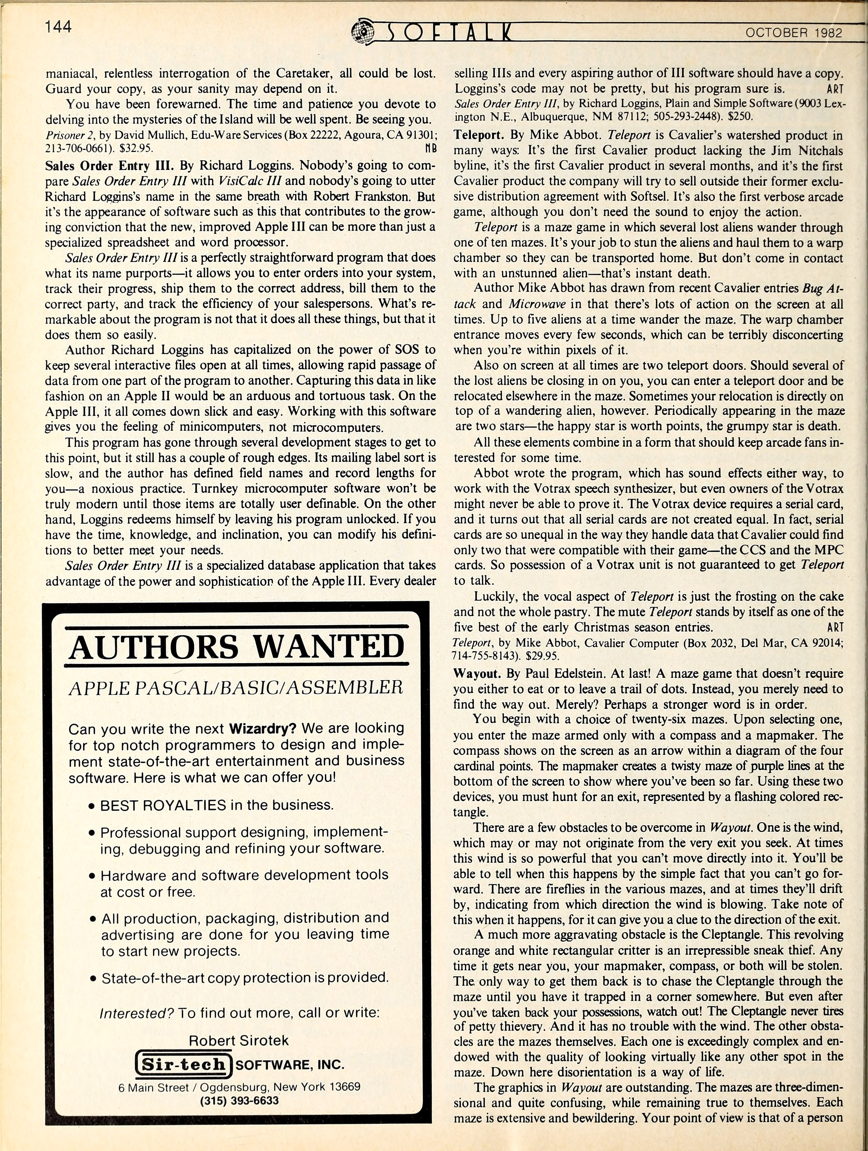 144
SOFTALK
OCTOBER 1982
maniacal, relentless interrogation of the Caretaker, all could be lost.
Guard your copy, as your sanity may depend on it.
You have been forewarned. The time and patience you devote to
delving into the mysteries of the Island will be well spent. Be seeing you.
Prisoner 2, by David Mullich, Edu-Ware Services (Box 22222, Agoura, CA 91301;
213-706-0661). $32.95. MB
Sales Order Entry III. By Richard Loggins. Nobody's going to com-
pare Sales Order Entry III with VisiCalc III and nobody's going to utter
Richard Loggins's name in the same breath with Robert Frankston. But
it's the appearance of software such as this that contributes to the grow-
ing conviction that the new, improved Apple III can be more than just a
specialized spreadsheet and word processor.
Sales Order Entry III is a perfectly straightforward program that does
what its name purports—it allows you to enter orders into your system,
track their progress, ship them to the correct address, bill them to the
correct party, and track the efficiency of your salespersons. What's re-
markable about the program is not that it does all these things, but that it
does them so easily.
Author Richard Loggins has capitalized on the power of SOS to
keep several interactive files open at all times, allowing rapid passage of
data from one part of the program to another. Capturing this data in like
fashion on an Apple II would be an arduous and tortuous task. On the
Apple III, it all comes down slick and easy. Working with this software
gives you the feeling of minicomputers, not microcomputers.
This program has gone through several development stages to get to
this point, but it still has a couple of rough edges. Its mailing label sort is
slow, and the author has defined field names and record lengths for
you—a noxious practice. Turnkey microcomputer software won't be
truly modern until those items are totally user definable. On the other
hand, Loggins redeems himself by leaving his program unlocked. If you
have the time, knowledge, and inclination, you can modify his defini-
tions to better meet your needs.
Sales Order Entry III is a specialized database application that takes
advantage of the power and sophistication of the Apple III. Every dealer
AUTHORS WANTED
APPLE PASCAL/BASIC/ASSEMBLER
Can you write the next Wizardry? We are looking
for top notch programmers to design and imple-
ment state-of-the-art entertainment and business
software. Here is what we can offer you!
• BEST ROYALTIES in the business.
• Professional support designing, implement-
ing, debugging and refining your software.
• Hardware and software development tools
at cost or free.
• All production, packaging, distribution and
advertising are done for you leaving time
to start new projects.
• State-of-the-art copy protection is provided.
Interested? To find out more, call or write:
Robert Sirotek
Sir-tech SOFTWARE, INC.
6 Main Street / Ogdensburg, New York 13669
(315) 393-6633
selling IIIs and every aspiring author of III software should have a copy.
Loggins's code may not be pretty, but his program sure is. ART
Sales Order Entry III, by Richard Loggins, Plain and Simple Software (9003 Lex-
ington N.E., Albuquerque, NM 87112; 505-293-2448). $250.
Teleport. By Mike Abbot. Teleport is Cavalier's watershed product in
many ways: It's the first Cavalier product lacking the Jim Nitchals
byline, it's the first Cavalier product in several months, and it's the first
Cavalier product the company will try to sell outside their former exclu-
sive distribution agreement with Softsel. It's also the first verbose arcade
game, although you don't need the sound to enjoy the action.
Teleport is a maze game in which several lost aliens wander through
one of ten mazes. It's your job to stun the aliens and haul them to a warp
chamber so they can be transported home. But don't come in contact
with an unstunned alien—that's instant death.
Author Mike Abbot has drawn from recent Cavalier entries Bug At-
tack and Microwave in that there's lots of action on the screen at all
times. Up to five aliens at a time wander the maze. The warp chamber
entrance moves every few seconds, which can be terribly disconcerting
when you're within pixels of it.
Also on screen at all times are two teleport doors. Should several of
the lost aliens be closing in on you, you can enter a teleport door and be
relocated elsewhere in the maze. Sometimes your relocation is directly on
top of a wandering alien, however. Periodically appearing in the maze
are two stars—the happy star is worth points, the grumpy star is death.
All these elements combine in a form that should keep arcade fans in-
terested for some time.
Abbot wrote the program, which has sound effects either way, to
work with the Votrax speech synthesizer, but even owners of the Votrax
might never be able to prove it. The Votrax device requires a serial card,
and it turns out that all serial cards are not created equal. In fact, serial
cards are so unequal in the way they handle data that Cavalier could find
only two that were compatible with their game—the CCS and the MPC
cards. So possession of a Votrax unit is not guaranteed to get Teleport
to talk.
Luckily, the vocal aspect of Teleport is just the frosting on the cake
and not the whole pastry. The mute Teleport stands by itself as one of the
five best of the early Christmas season entries. ART
Teleport, by Mike Abbot, Cavalier Computer (Box 2032, Del Mar, CA 92014;
714-755-8143). $29.95.
Wayout. By Paul Edelstein. At last! A maze game that doesn't require
you either to eat or to leave a trail of dots. Instead, you merely need to
find the way out. Merely? Perhaps a stronger word is in order.
You begin with a choice of twenty-six mazes. Upon selecting one,
you enter the maze armed only with a compass and a mapmaker. The
compass shows on the screen as an arrow within a diagram of the four
cardinal points. The mapmaker creates a twisty maze of purple lines at the
bottom of the screen to show where you've been so far. Using these two
devices, you must hunt for an exit, represented by a flashing colored rec-
tangle.
There are a few obstacles to be overcome in Wayout. One is the wind,
which may or may not originate from the very exit you seek. At times
this wind is so powerful that you can't move directly into it. You'll be
able to tell when this happens by the simple fact that you can't go for-
ward. There are fireflies in the various mazes, and at times they'll drift
by, indicating from which direction the wind is blowing. Take note of
this when it happens, for it can give you a clue to the direction of the exit.
A much more aggravating obstacle is the Cleptangle. This revolving
orange and white rectangular critter is an irrepressible sneak thief. Any
time it gets near you, your mapmaker, compass, or both will be stolen.
The only way to get them back is to chase the Cleptangle through the
maze until you have it trapped in a corner somewhere. But even after
you've taken back your possessions, watch out! The Cleptangle never tires
of petty thievery. And it has no trouble with the wind. The other obsta-
cles are the mazes themselves. Each one is exceedingly complex and en-
dowed with the quality of looking virtually like any other spot in the
maze. Down here disorientation is a way of life.
The graphics in Wayout are outstanding. The mazes are three-dimen-
sional and quite confusing, while remaining true to themselves. Each
maze is extensive and bewildering. Your point of view is that of a person